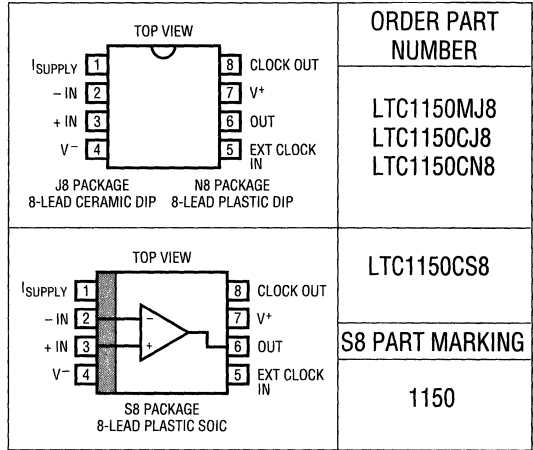 TOP VIEW
ISUPPLY 1
8 CLOCK OUT
– IN 2
7 V+
+ IN 3
6 OUT
V– 4
5 EXT CLOCK
IN
J8 PACKAGE
8-LEAD CERAMIC DIP
N8 PACKAGE
8-LEAD PLASTIC DIP
ORDER PART
NUMBER
LTC1150MJ8
LTC1150CJ8
LTC1150CN8
TOP VIEW
ISUPPLY 1
8 CLOCK OUT
– IN 2
–
7 V+
+ IN 3
+
6 OUT
V– 4
5 EXT CLOCK
IN
S8 PACKAGE
8-LEAD PLASTIC SOIC
LTC1150CS8
S8 PART MARKING
1150